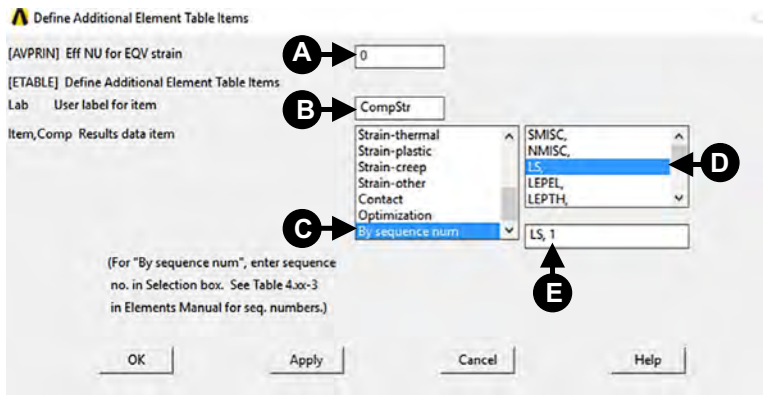 Define Additional Element Table Items
[AVPRIN] Eff NU for EQV strain
A
0
[ETABLE] Define Additional Element Table Items
Lab User label for item
B
CompStr
Item,Comp Results data item
Strain-thermal
Strain-plastic
Strain-creep
Strain-other
Contact
Optimization
By sequence num
C
SMISC,
NMISC,
LS,
LEPEL,
LEPTH,
D
LS, 1
E
(For "By sequence num", enter sequence
no. in Selection box. See Table 4.xx-3
in Elements Manual for seq. numbers.)
OK Apply Cancel Help